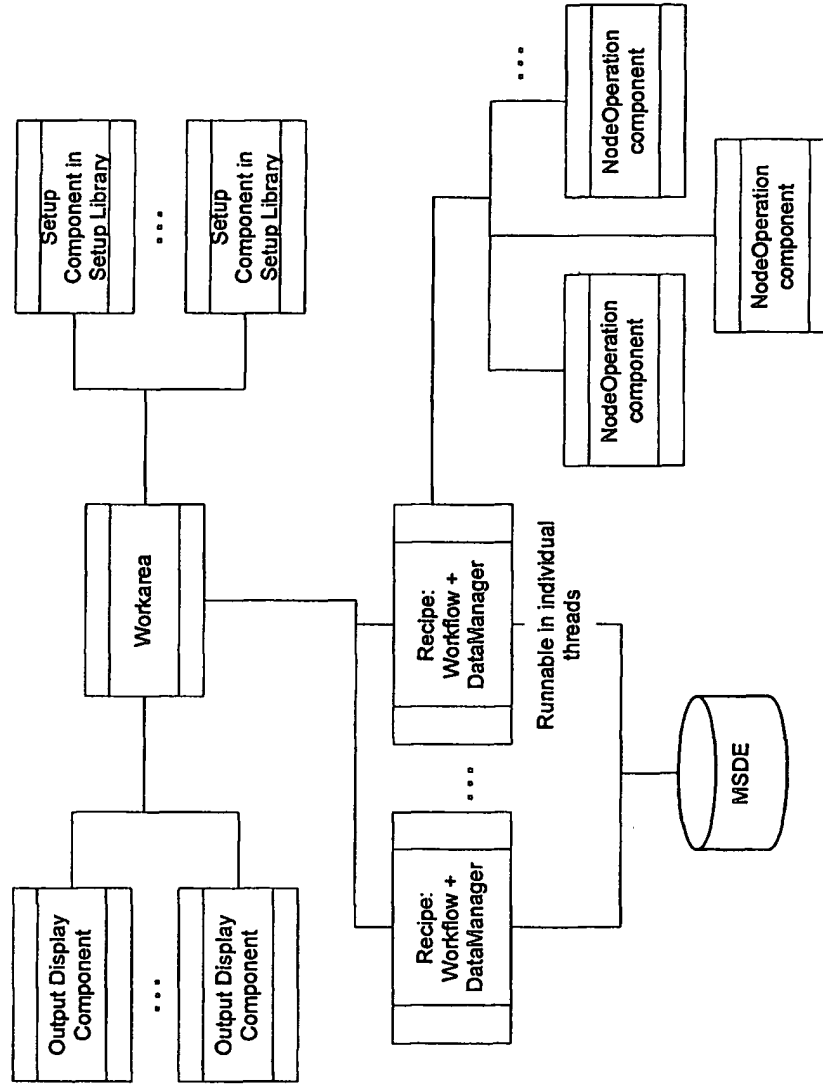 Output Display
Component
...
Output Display
Component
Workarea
Setup
Component in
Setup Library
...
Setup
Component in
Setup Library
Recipe:
Workflow +
DataManager
...
Recipe:
Workflow +
DataManager
Runnable in individual
threads
MSDE
NodeOperation
component
NodeOperation
component
NodeOperation
component
...